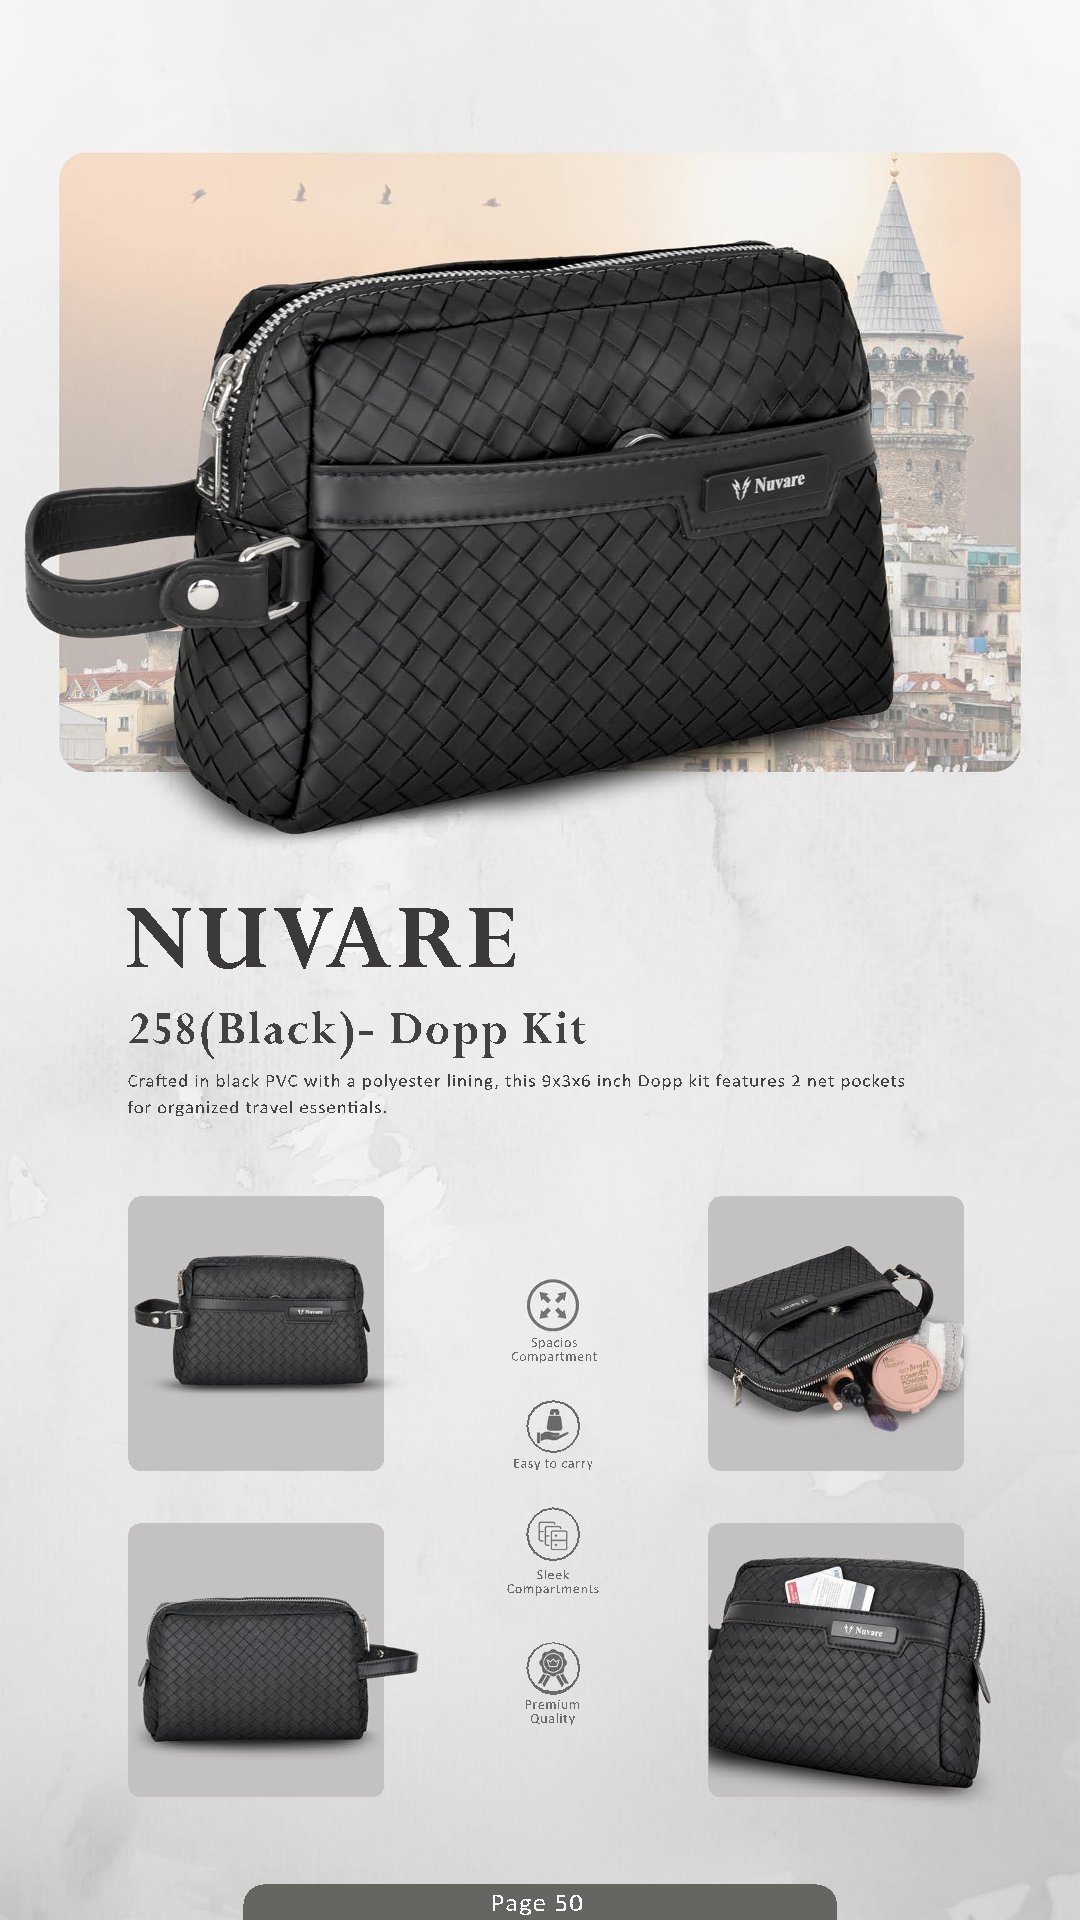 Nuvare
NUVARE
258(Black)- Dopp Kit
Crafted in black PVC with a polyester lining, this 9x3x6 inch Dopp kit features 2 net pockets
for organized travel essentials.
Nuvare
Spacios
Compartment
COMPACT
POWDER
Easy to carry
Sleek
Compartments
Nuvare
Premium
Quality
Page 50